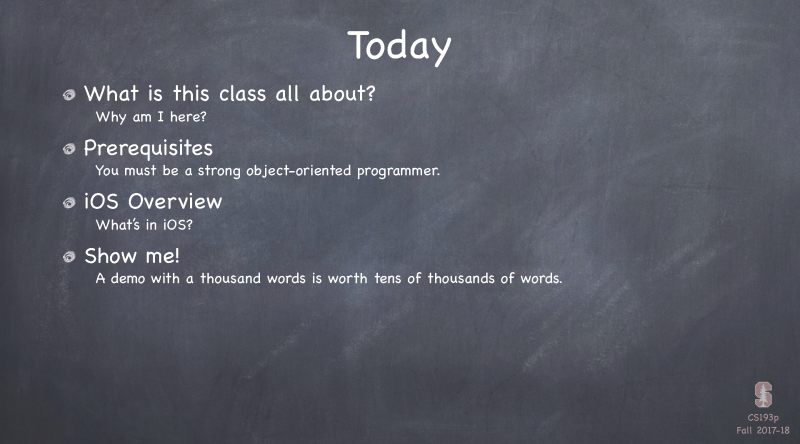 Today
What is this class all about?
Why am I here?
Prerequisites
You must be a strong object-oriented programmer.
iOS Overview
What's in iOS?
Show me!
A demo with a thousand words is worth tens of thousands of words.
CS193p
Fall 2017-18